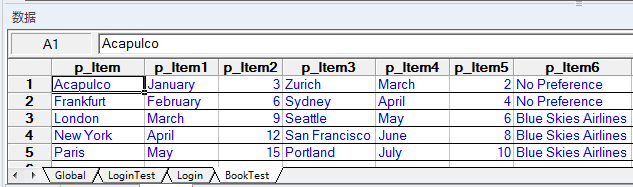 数据
A1 Acapulco
p_Item p_Item1 p_Item2 p_Item3 p_Item4 p_Item5 p_Item6
1 Acapulco January 3 Zurich March 2 No Preference
2 Frankfurt February 6 Sydney April 4 No Preference
3 London March 9 Seattle May 6 Blue Skies Airlines
4 New York April 12 San Francisco June 8 Blue Skies Airlines
5 Paris May 15 Portland July 10 Blue Skies Airlines
Global LoginTest Login BookTest